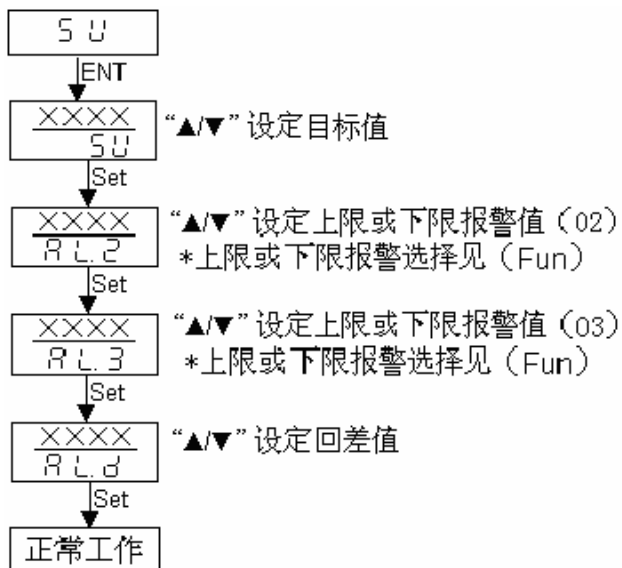 SU
ENT
XXXX “▲/▼”设定目标值
SU
Set
XXXX “▲/▼”设定上限或下限报警值（02）
AL.2 *上限或下限报警选择见（Fun）
Set
XXXX “▲/▼”设定上限或下限报警值（03）
AL.3 *上限或下限报警选择见（Fun）
Set
XXXX “▲/▼”设定回差值
AL.d
Set
正常工作